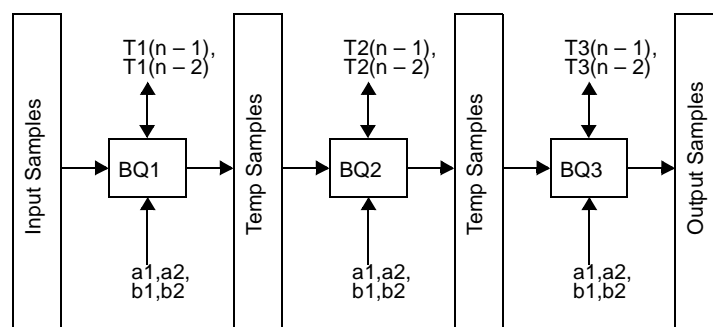 Input Samples
T1(n – 1),
T1(n – 2)
BQ1
a1,a2,
b1,b2
Temp Samples
T2(n – 1),
T2(n – 2)
BQ2
a1,a2,
b1,b2
Temp Samples
T3(n – 1),
T3(n – 2)
BQ3
a1,a2,
b1,b2
Output Samples